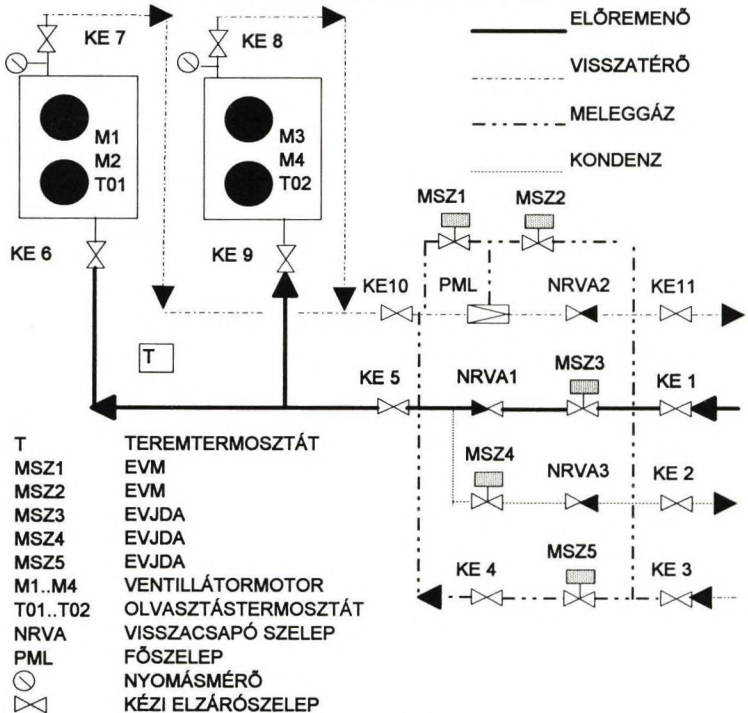 KE 7
KE 8
ELŐREMENŐ
VISSZATÉRŐ
MELEGGÁZ
KONDENZ
M1
M2
T01
M3
M4
T02
MSZ1
MSZ2
KE 6
KE 9
KE10
PML
NRVA2
KE11
T
KE 5
NRVA1
MSZ3
KE 1
MSZ4
NRVA3
KE 2
KE 4
MSZ5
KE 3
T TEREMTERMOSZTÁT
MSZ1 EVM
MSZ2 EVM
MSZ3 EVJDA
MSZ4 EVJDA
MSZ5 EVJDA
M1..M4 VENTILLÁTORMOTOR
T01..T02 OLVASZTÁSTERMOSZTÁT
NRVA VISSZACSAPÓ SZELEP
PML FŐSZELEP
NYOMÁSMÉRŐ
KÉZI ELZÁRÓSZELEP